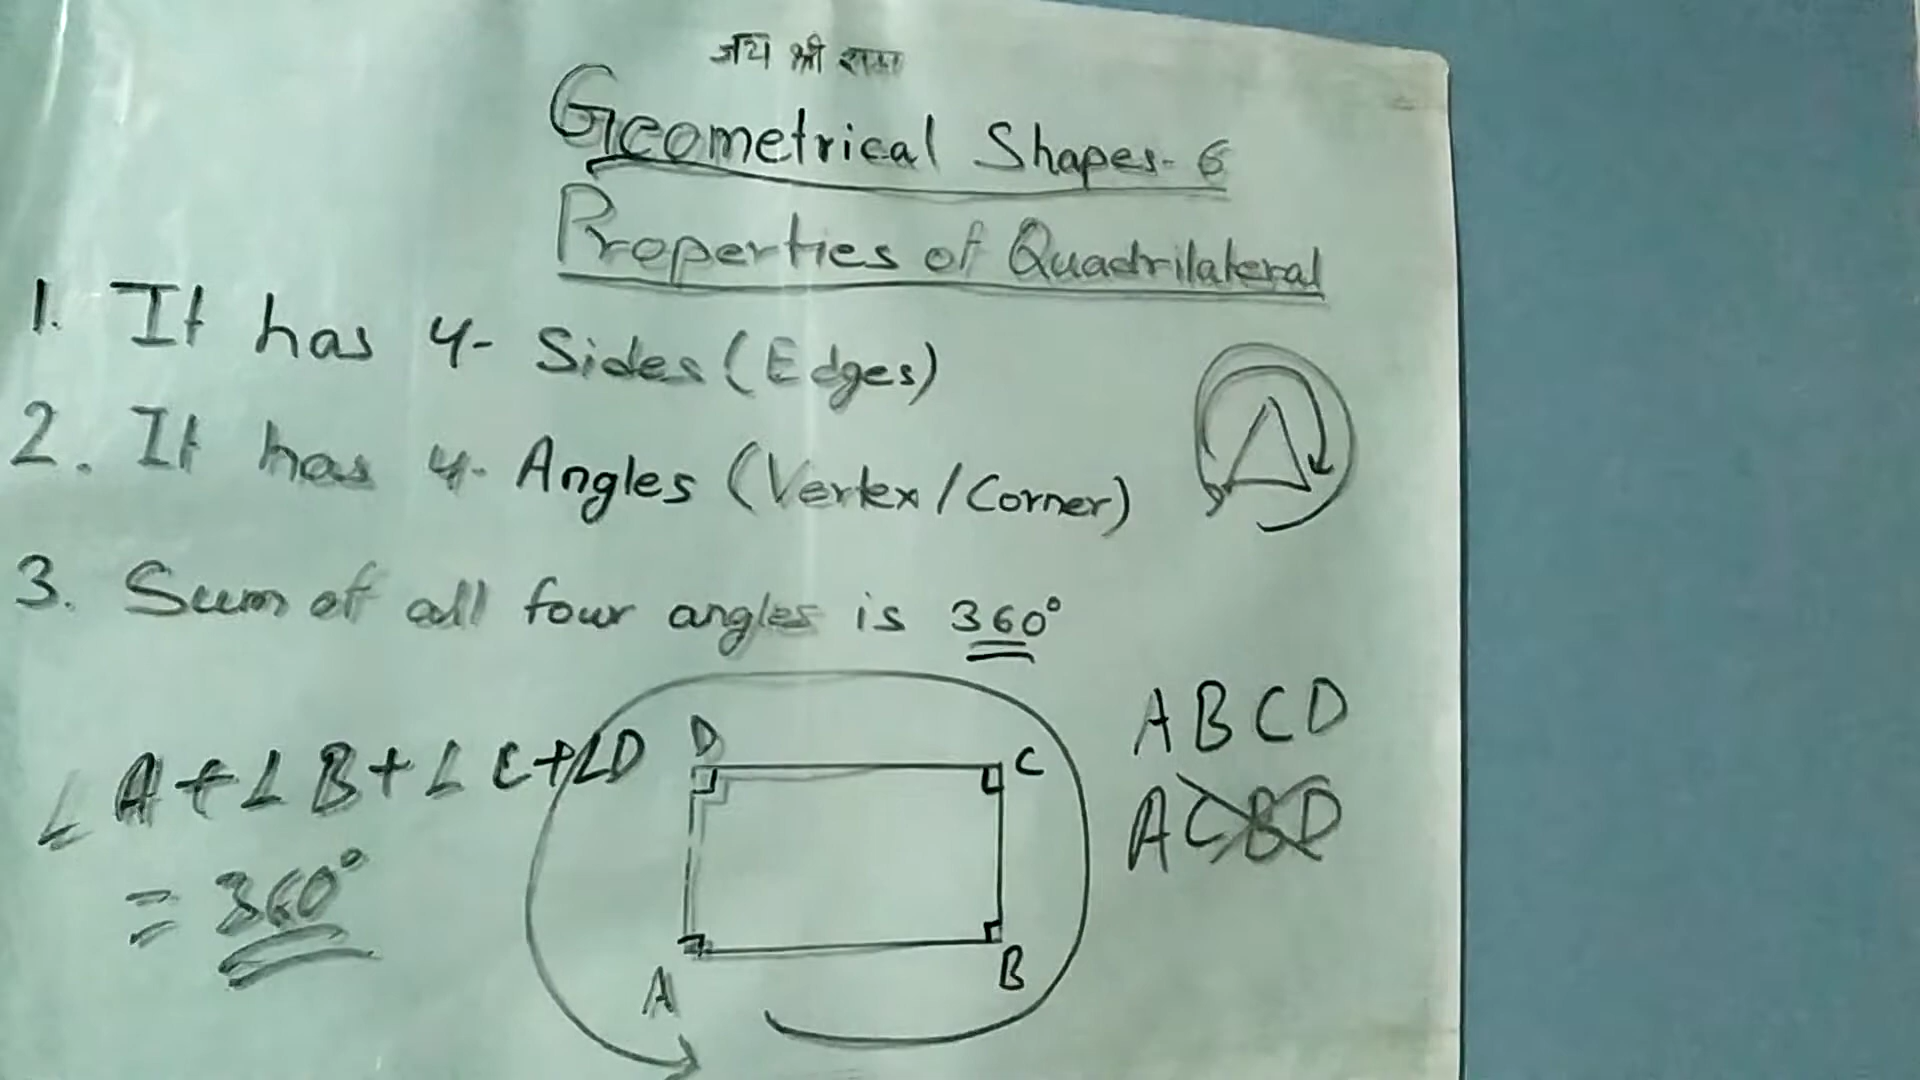 जय श्री राम
Geometrical Shapes- 6
Properties of Quadrilateral
1. It has 4- Sides (Edges)
2. It has 4- Angles (Vertex/Corner)
3. Sum of all four angles is 360°
∠A+∠B+∠C+∠D
= 360°
D
C
A
B
ABCD
ACBD